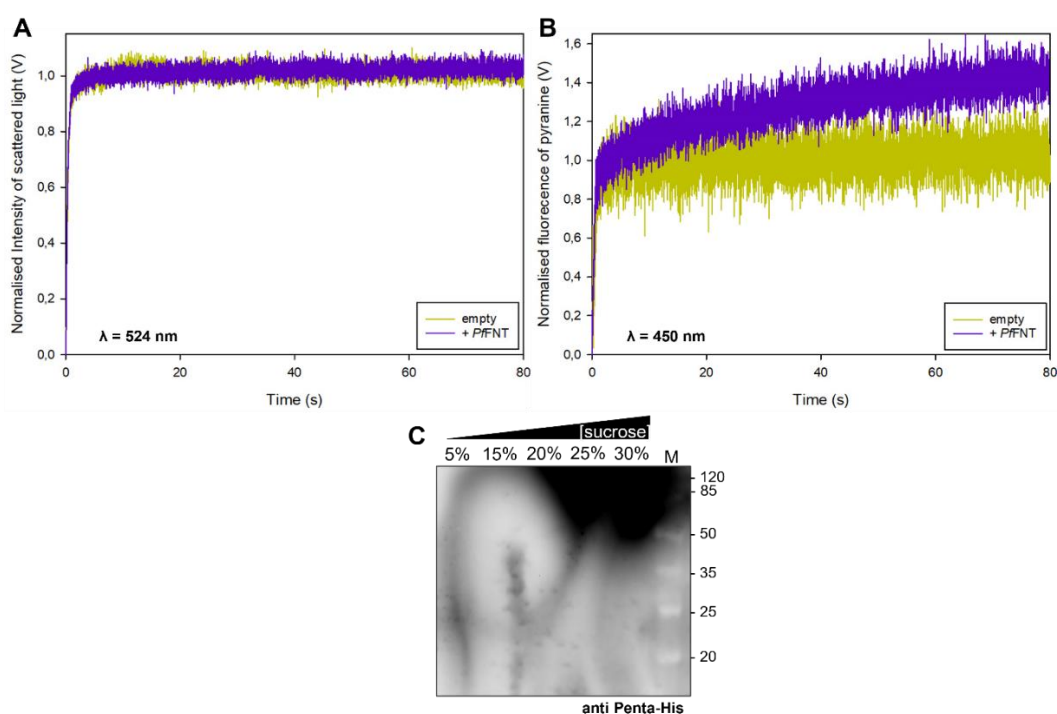 A
Normalised Intensity of scattered light (V)
1,0
0,8
0,6
0,4
0,2
0,0
λ = 524 nm
empty
+ PfFNT
0
20
40
60
80
Time (s)
B
Normalised fluorecence of pyranine (V)
1,6
1,4
1,2
1,0
0,8
0,6
0,4
0,2
0,0
λ = 450 nm
empty
+ PfFNT
0
20
40
60
80
Time (s)
C
[sucrose]
5% 15% 20% 25% 30% M
120
85
50
35
25
20
anti Penta-His